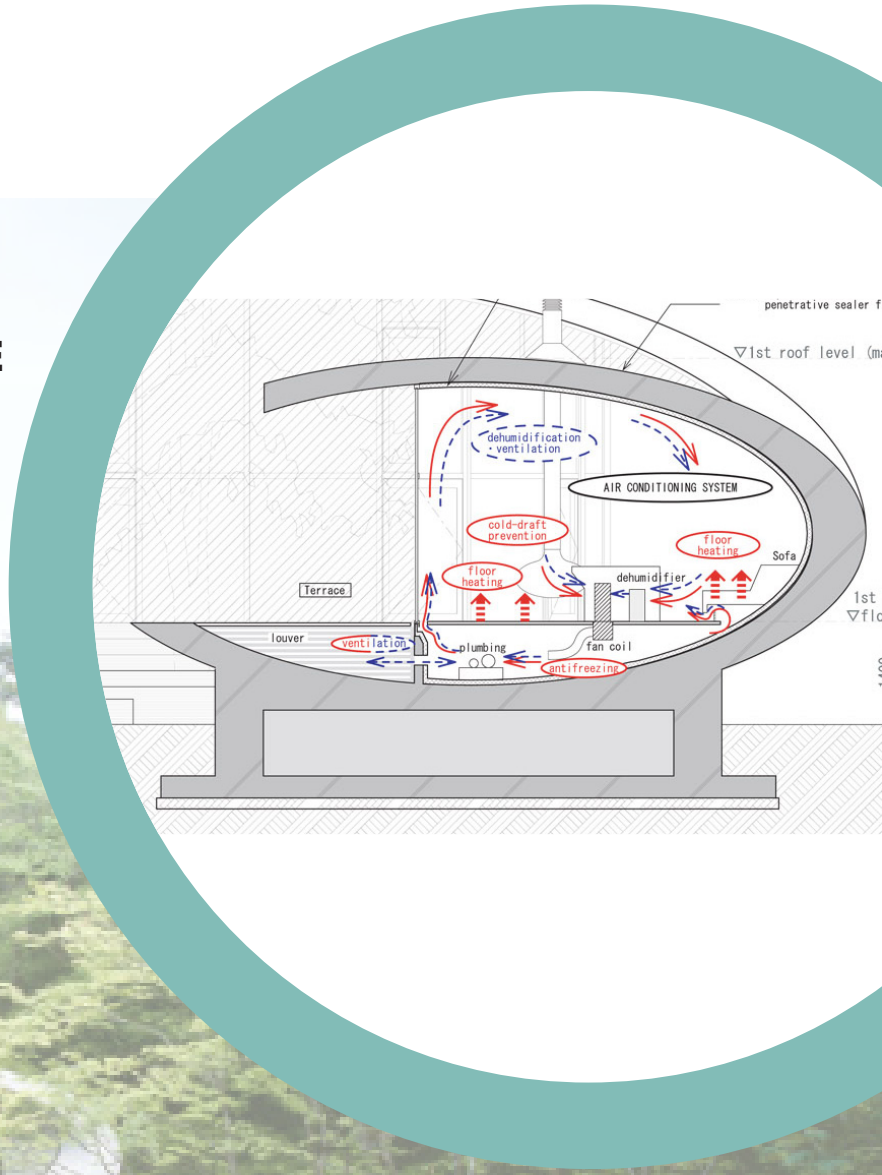 penetrative sealer f
▽1st roof level (ma
dehumidification
・ventilation
AIR CONDITIONING SYSTEM
cold-draft
prevention
floor
heating
Sofa
floor
heating
dehumidifier
Terrace
1st
▽flo
louver
ventilation
plumbing
fan coil
antifreezing